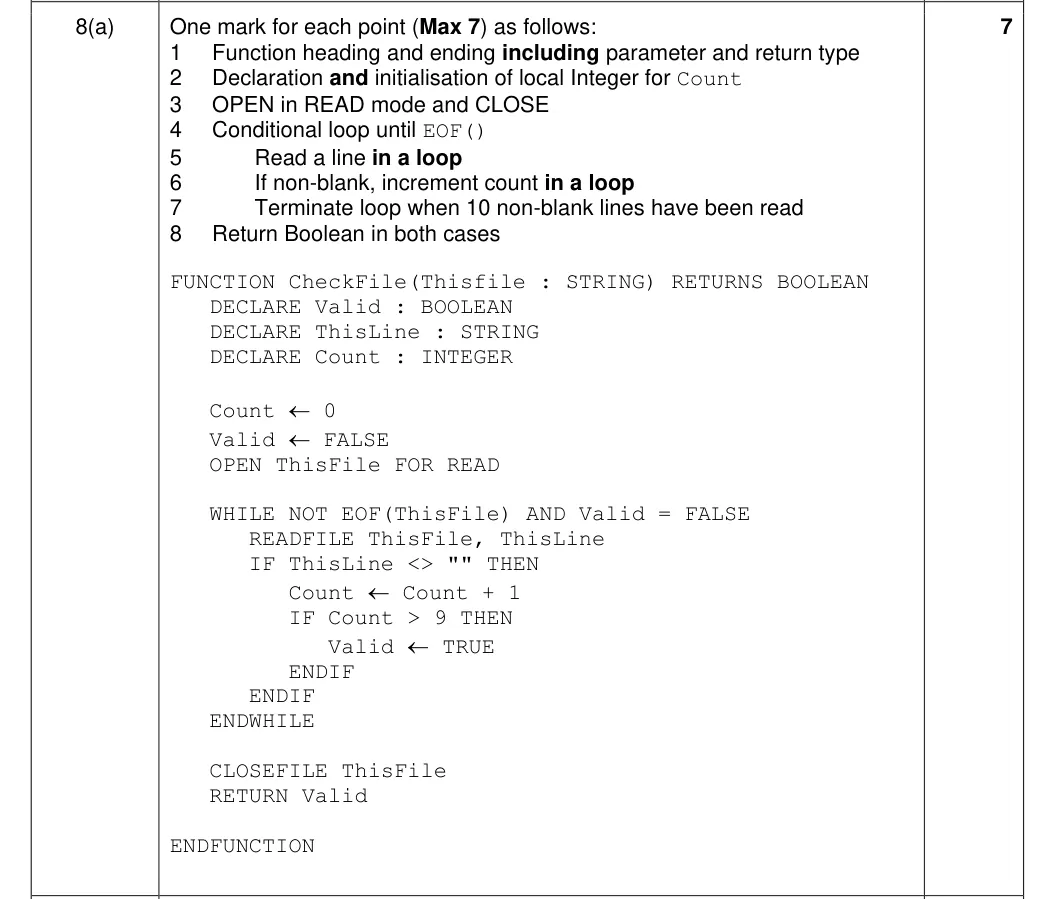 8(a) One mark for each point (Max 7) as follows: 7
1 Function heading and ending including parameter and return type
2 Declaration and initialisation of local Integer for Count
3 OPEN in READ mode and CLOSE
4 Conditional loop until EOF()
5 Read a line in a loop
6 If non-blank, increment count in a loop
7 Terminate loop when 10 non-blank lines have been read
8 Return Boolean in both cases
FUNCTION CheckFile(Thisfile : STRING) RETURNS BOOLEAN
DECLARE Valid : BOOLEAN
DECLARE ThisLine : STRING
DECLARE Count : INTEGER
Count ← 0
Valid ← FALSE
OPEN ThisFile FOR READ
WHILE NOT EOF(ThisFile) AND Valid = FALSE
READFILE ThisFile, ThisLine
IF ThisLine <> "" THEN
Count ← Count + 1
IF Count > 9 THEN
Valid ← TRUE
ENDIF
ENDIF
ENDWHILE
CLOSEFILE ThisFile
RETURN Valid
ENDFUNCTION